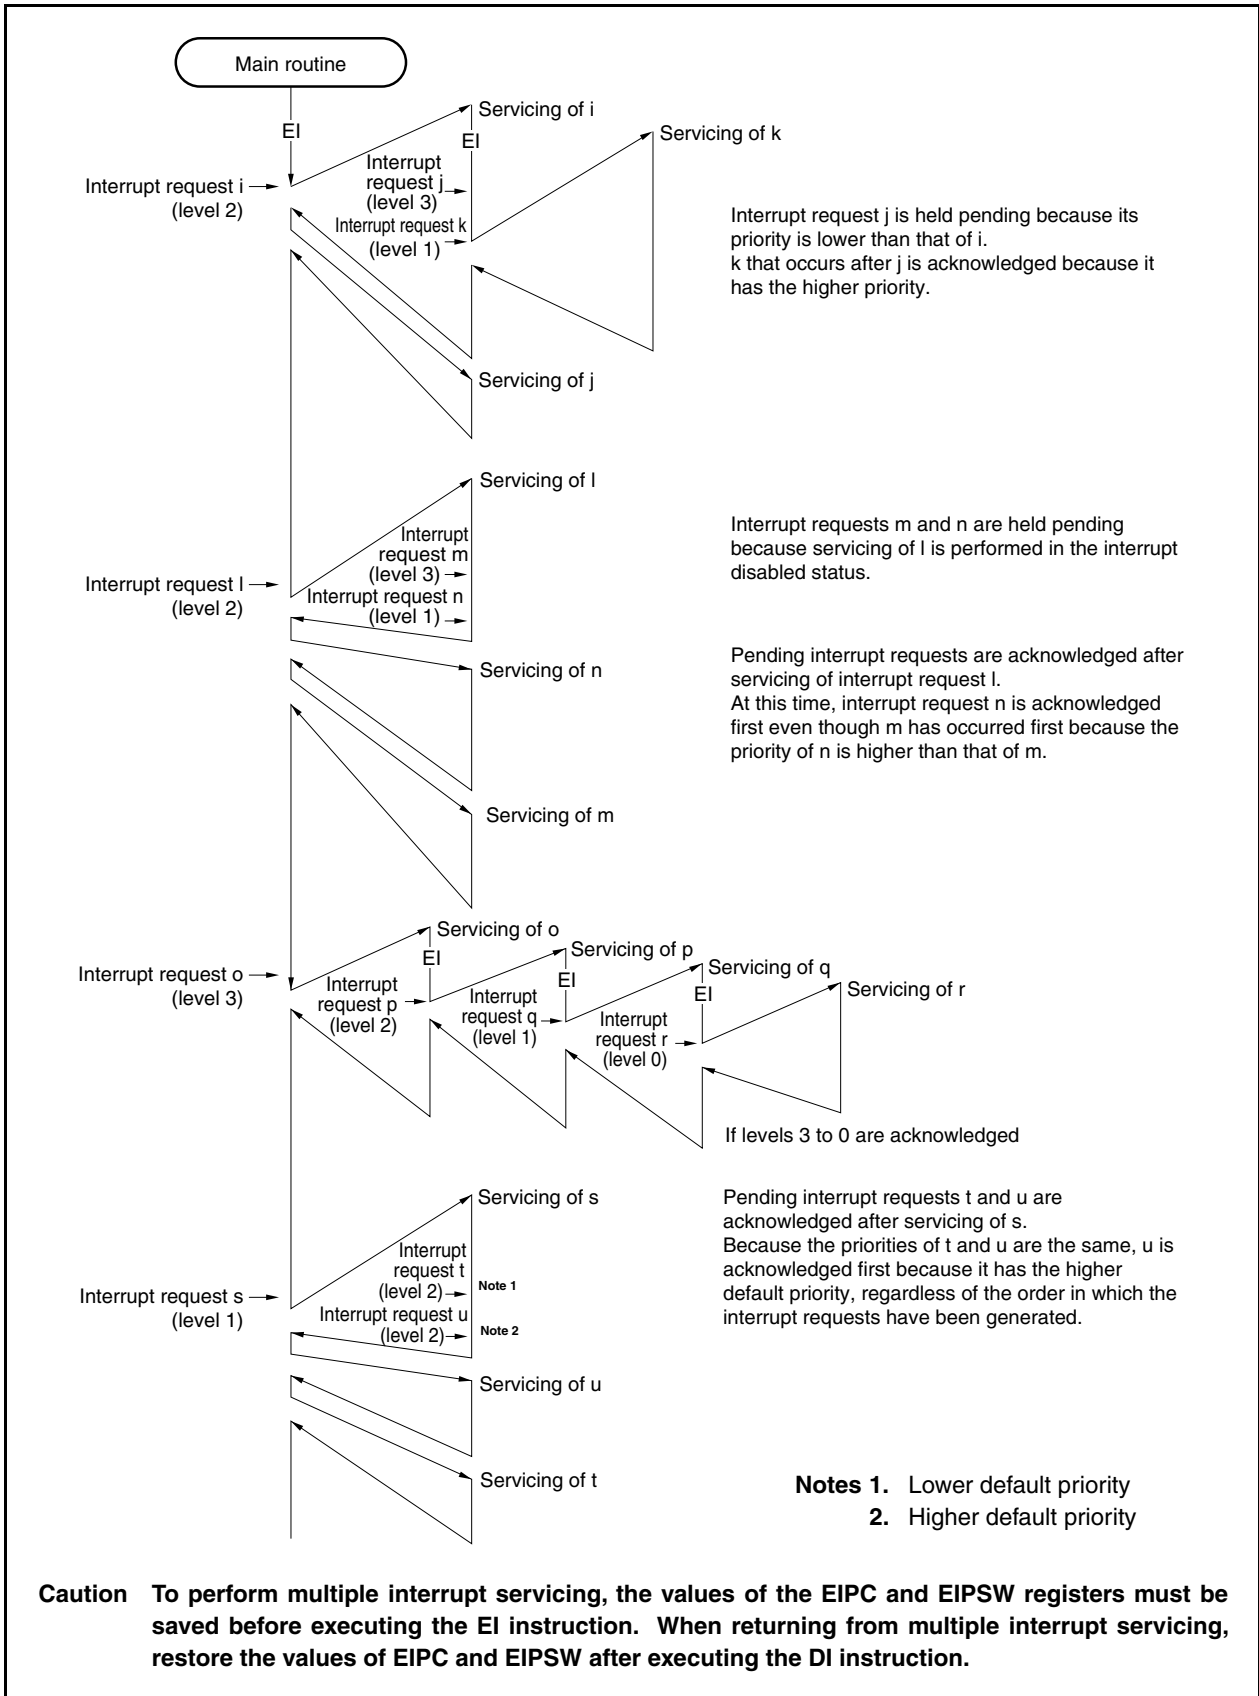 Main routine
EI
Servicing of i
EI
Servicing of k
Interrupt request i
(level 2)
Interrupt
request j
(level 3)
Interrupt request k
(level 1)
Interrupt request j is held pending because its
priority is lower than that of i.
k that occurs after j is acknowledged because it
has the higher priority.
Servicing of j
Servicing of l
Interrupt request l
(level 2)
Interrupt
request m
(level 3)
Interrupt request n
(level 1)
Interrupt requests m and n are held pending
because servicing of l is performed in the interrupt
disabled status.
Servicing of n
Pending interrupt requests are acknowledged after
servicing of interrupt request l.
At this time, interrupt request n is acknowledged
first even though m has occurred first because the
priority of n is higher than that of m.
Servicing of m
Interrupt request o
(level 3)
Servicing of o
EI
Interrupt
request p
(level 2)
Servicing of p
EI
Interrupt
request q
(level 1)
Servicing of q
EI
Interrupt
request r
(level 0)
Servicing of r
If levels 3 to 0 are acknowledged
Servicing of s
Interrupt request s
(level 1)
Interrupt
request t
(level 2)
Note 1
Interrupt request u
(level 2)
Note 2
Pending interrupt requests t and u are
acknowledged after servicing of s.
Because the priorities of t and u are the same, u is
acknowledged first because it has the higher
default priority, regardless of the order in which the
interrupt requests have been generated.
Servicing of u
Servicing of t
Notes 1. Lower default priority
2. Higher default priority
Caution To perform multiple interrupt servicing, the values of the EIPC and EIPSW registers must be
saved before executing the EI instruction. When returning from multiple interrupt servicing,
restore the values of EIPC and EIPSW after executing the DI instruction.